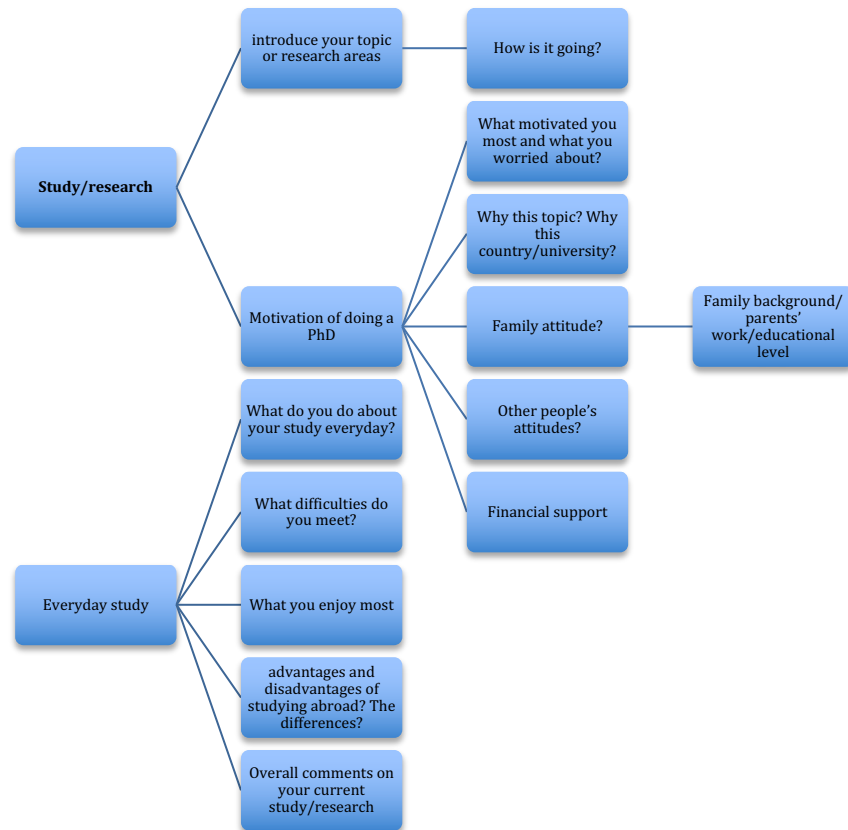 introduce your topic
or research areas
How is it going?
What motivated you
most and what you
worried about?
Study/research
Why this topic? Why
this
country/university?
Motivation of doing a
PhD
Family attitude?
Family background/
parents'
work/educational
level
What do you do about
your study everyday?
Other people's
attitudes?
What difficulties do
you meet?
Financial support
Everyday study
What you enjoy most
advantages and
disadvantages of
studying abroad? The
differences?
Overall comments on
your current
study/research